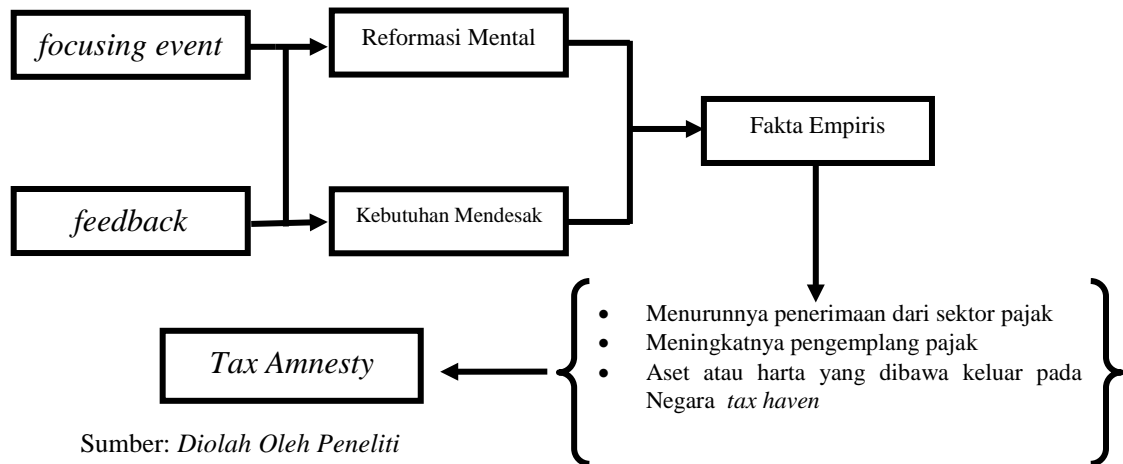 focusing event
Reformasi Mental
Fakta Empiris
feedback
Kebutuhan Mendesak
• Menurunnya penerimaan dari sektor pajak
• Meningkatnya pengemplang pajak
• Aset atau harta yang dibawa keluar pada
Negara tax haven
Tax Amnesty
Sumber: Diolah Oleh Peneliti